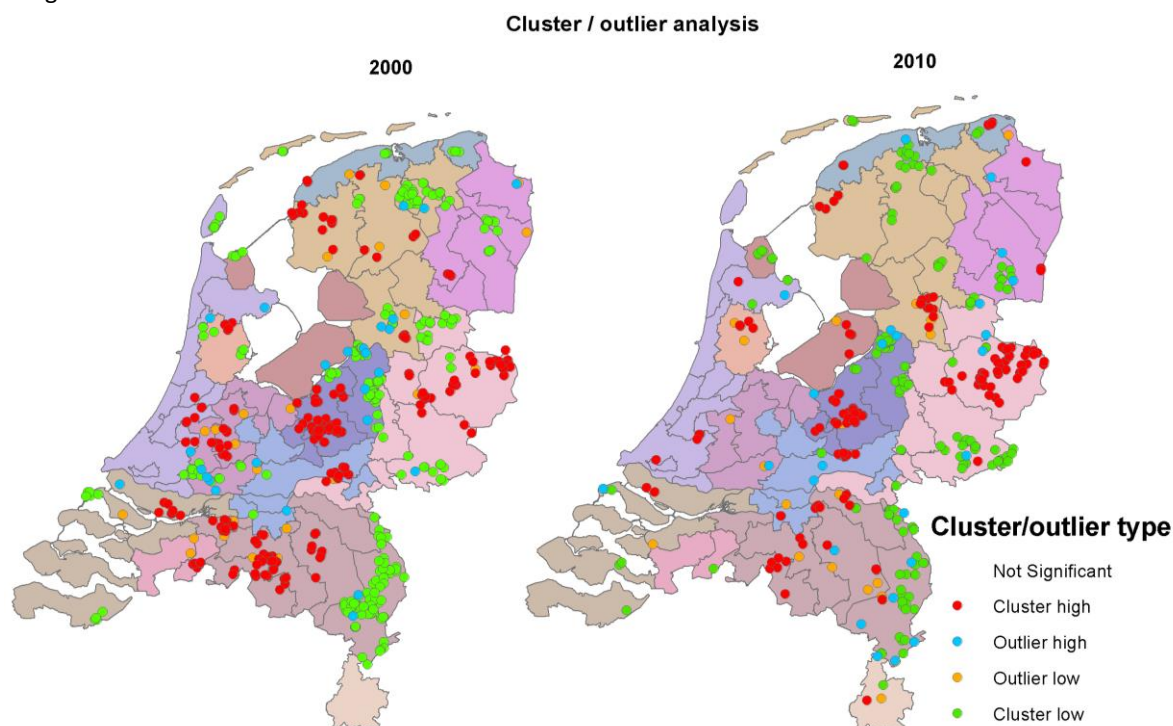 Cluster / outlier analysis
2000
2010
Cluster/outlier type
Not Significant
Cluster high
Outlier high
Outlier low
Cluster low